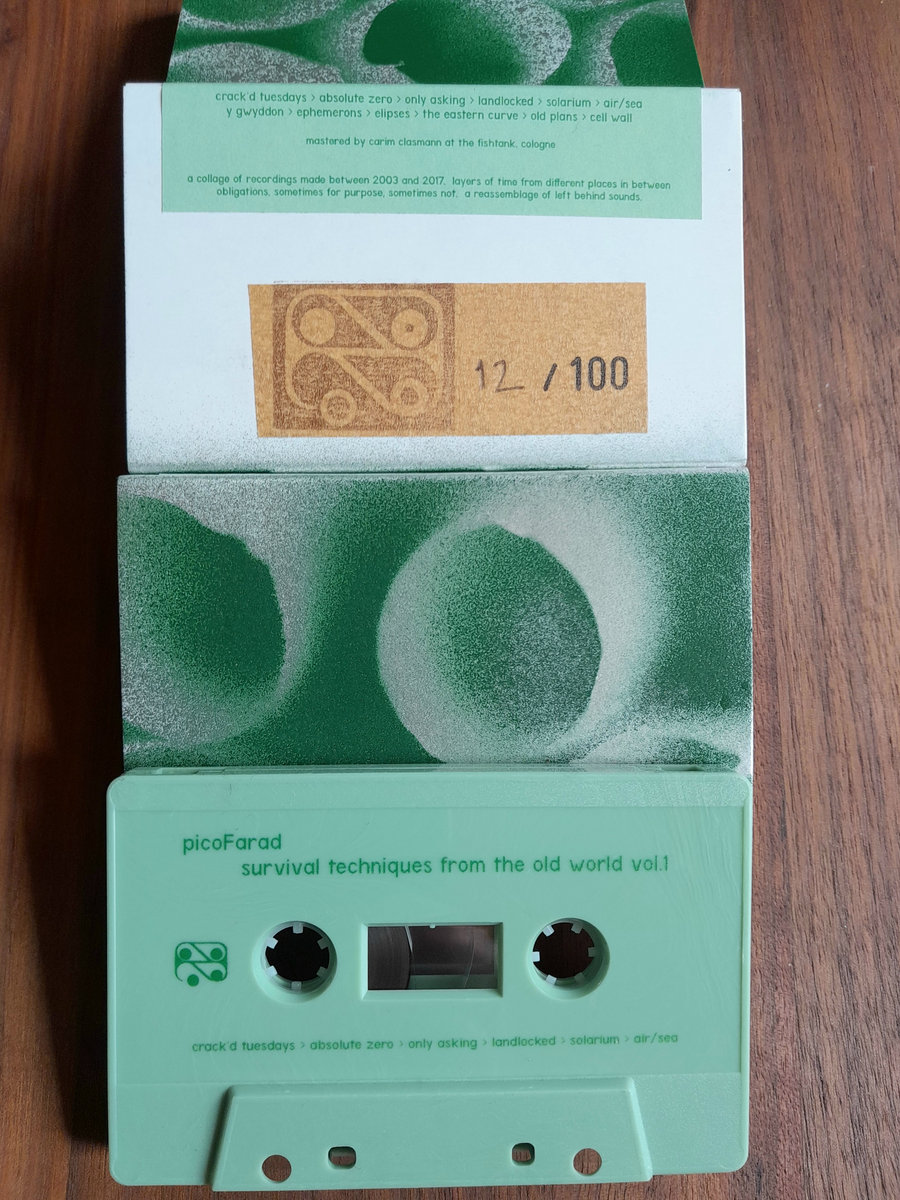 crack'd tuesdays > absolute zero > only asking > landlocked > solarium > air/sea
y gwyddon > ephemerons > elipses > the eastern curve > old plans > cell wall
mastered by carim clasmann at the fishtank, cologne
a collage of recordings made between 2003 and 2017. layers of time from different places in between
obligations, sometimes for purpose, sometimes not. a reassemblage of left behind sounds.
12 / 100
picoFarad
survival techniques from the old world vol.1
crack'd tuesdays > absolute zero > only asking > landlocked > solarium > air/sea